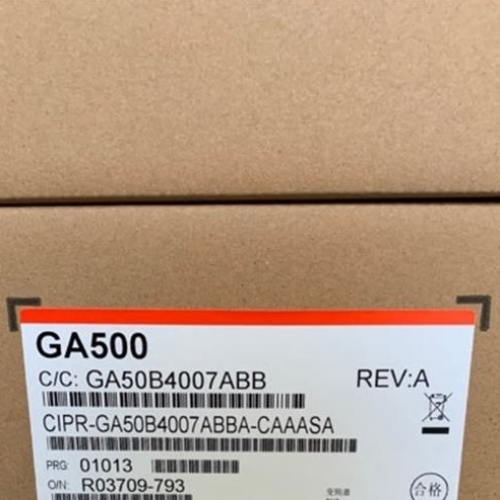 GA500
C/C: GA50B4007ABB REV:A
CIPR-GA50B4007ABBA-CAAASA
PRG: 01013
O/N: R03709-793
合格